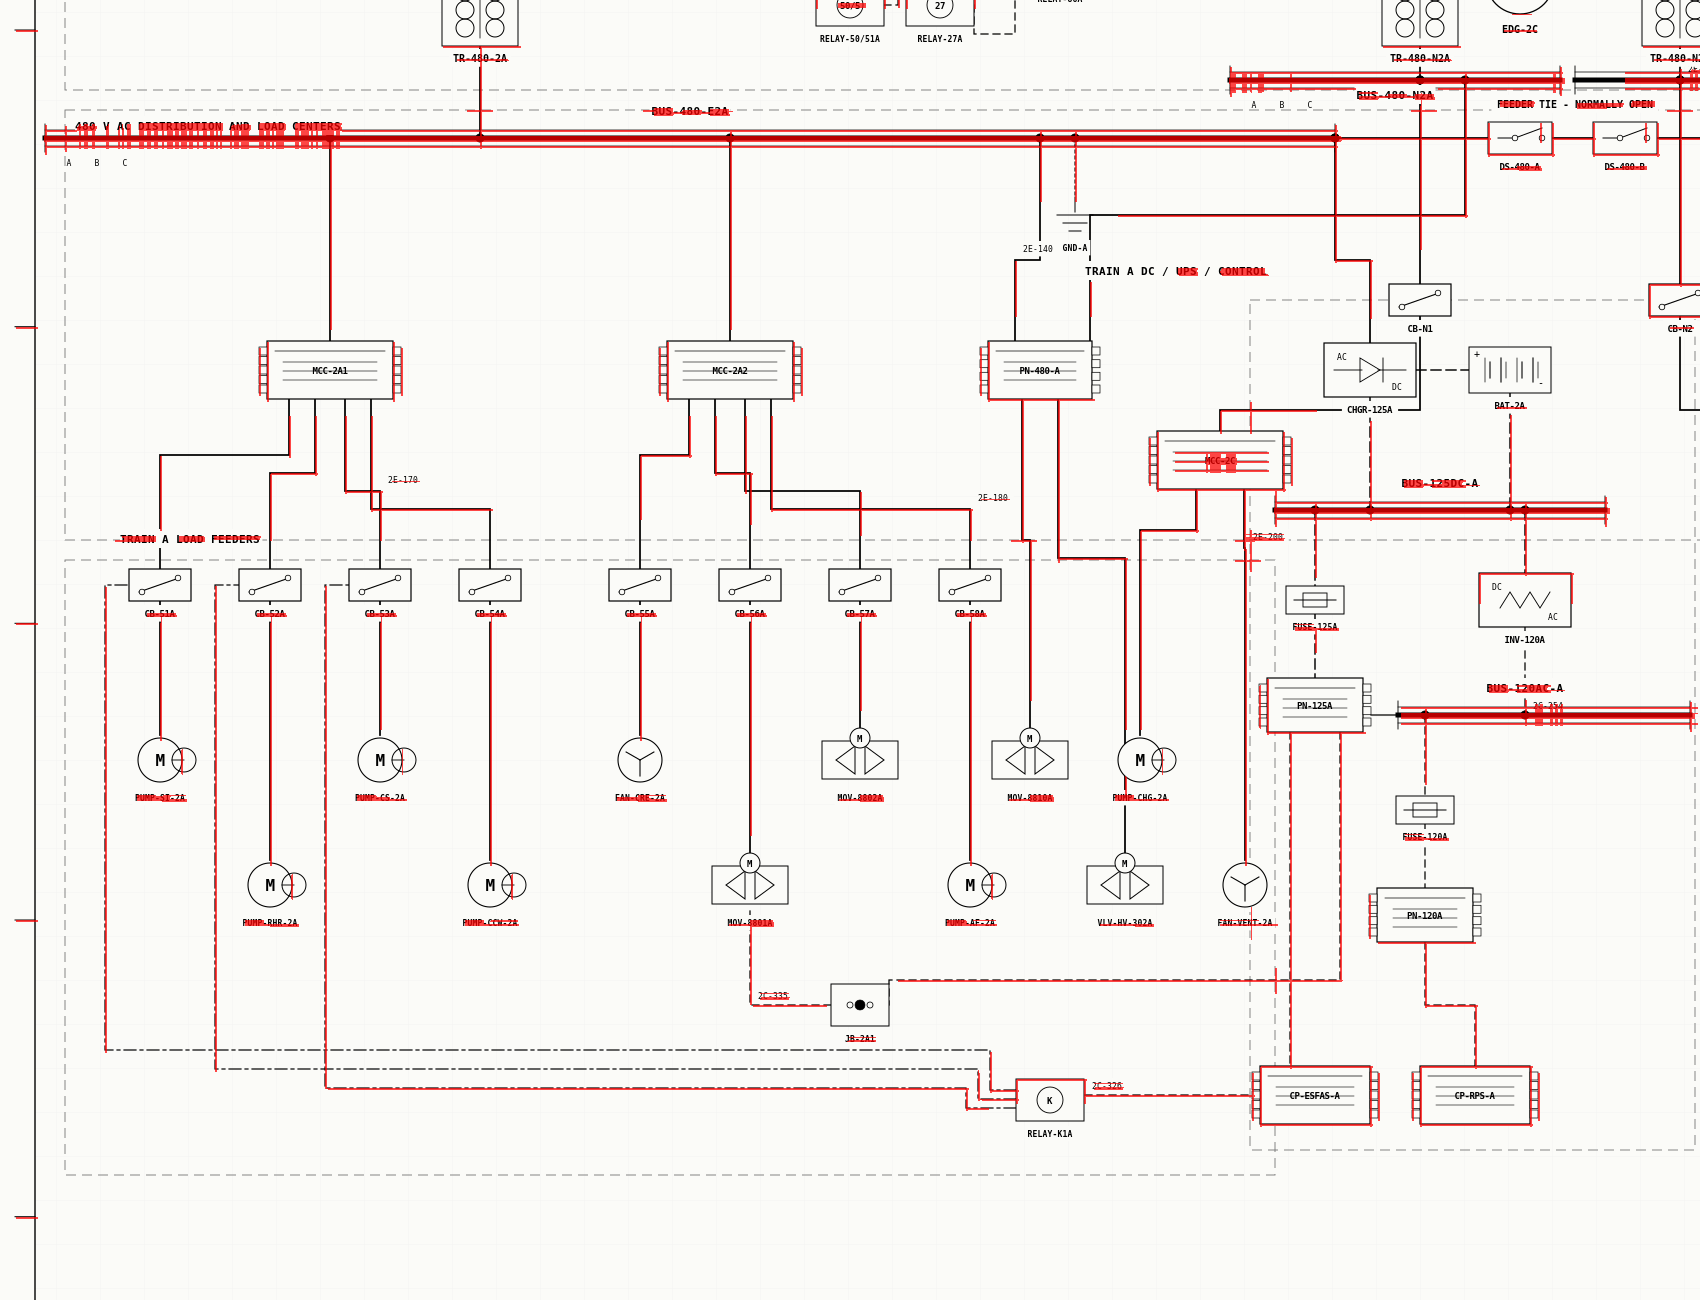 50/5
27
RELAY-50/51A
RELAY-27A
EDG-2C
TR-480-2A
TR-480-N2A
BUS-480-N2A
A B C
FEEDER TIE - NORMALLY OPEN
BUS-480-E2A
480 V AC DISTRIBUTION AND LOAD CENTERS
A B C
DS-480-A
DS-480-B
2E-140
GND-A
TRAIN A DC / UPS / CONTROL
CB-N1
CB-N2
MCC-2A1
MCC-2A2
PN-480-A
AC
DC
+
-
CHGR-125A
BAT-2A
MCC-2C
2E-170
2E-180
BUS-125DC-A
TRAIN A LOAD FEEDERS
2E-200
CB-51A
CB-52A
CB-53A
CB-54A
CB-55A
CB-56A
CB-57A
CB-58A
DC
AC
FUSE-125A
INV-120A
BUS-120AC-A
PN-125A
M
M
M
M
M
PUMP-SI-2A
PUMP-CS-2A
FAN-CRE-2A
MOV-8802A
MOV-8810A
PUMP-CHG-2A
FUSE-120A
M
M
M
M
M
PUMP-RHR-2A
PUMP-CCW-2A
MOV-8801A
PUMP-AF-2A
VLV-HV-302A
FAN-VENT-2A
PN-120A
2C-335
JB-2A1
2C-326
K
RELAY-K1A
CP-ESFAS-A
CP-RPS-A